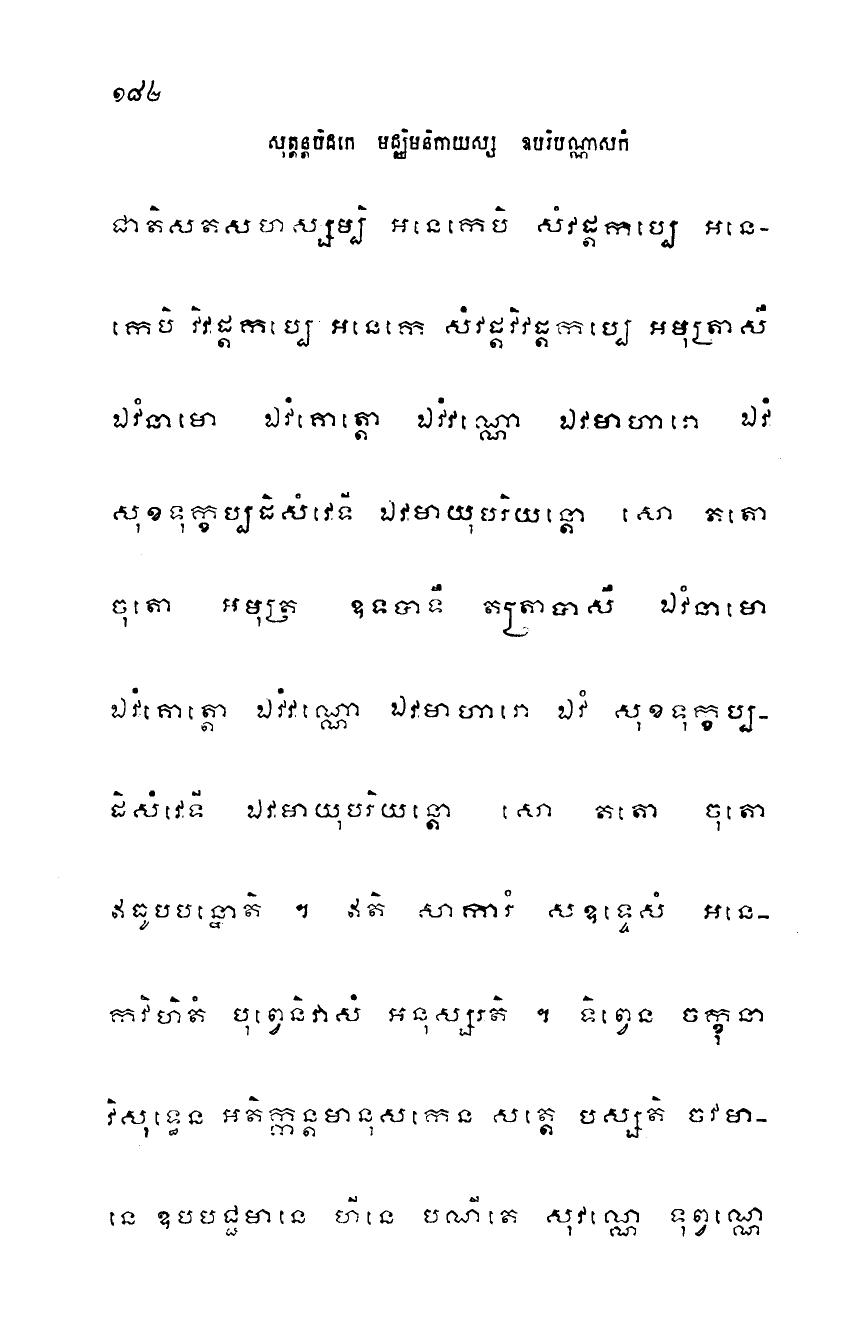 ១៨២
សុត្តន្តបិដកេ មជ្ឈិមនិកាយស្ស ឧបរិបណ្ណាសកំ
ជាតិសតសហស្សម្បិ អនេកេបិ សំវដ្តកប្បេ អនេ-
កេបិ វិវដ្តកប្បេ អនេកេ សំវដ្តវិវដ្តកប្បេ អមុត្រាសឹ
ឯវំនាមោ ឯវំគោត្តោ ឯវំវណ្ណោ ឯវមាហារោ ឯវំ
សុខទុក្ខប្បដិសំវេទី ឯវមាយុបរិយន្តោ សោ តតោ
ចុតោ អមុត្រ ឧទបាទឹ តត្រាបាសឹ ឯវំនាមោ
ឯវំគោត្តោ ឯវំវណ្ណោ ឯវមាហារោ ឯវំ សុខទុក្ខប្ប-
ដិសំវេទី ឯវមាយុបរិយន្តោ សោ តតោ ចុតោ
ឥធូបបន្នោតិ ។ ឥតិ សាការំ សឧទ្ទេសំ អនេ-
កវិហិតំ បុព្វេនិវាសំ អនុស្សរតិ ។ ទិព្វេន ចក្ខុនា
វិសុទ្ធេន អតិក្កន្តមានុសកេន សត្តេ បស្សតិ ចវមា-
នេ ឧបបជ្ជមានេ ហីនេ បណីតេ សុវណ្ណេ ទុព្វណ្ណេ